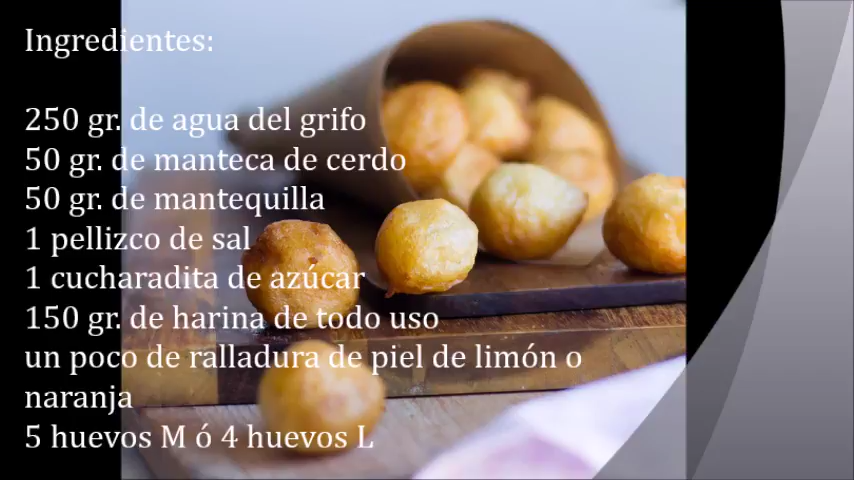 Ingredientes:
250 gr. de agua del grifo
50 gr. de manteca de cerdo
50 gr. de mantequilla
1 pellizco de sal
1 cucharadita de azúcar
150 gr. de harina de todo uso
un poco de ralladura de piel de limón o
naranja
5 huevos M ó 4 huevos L